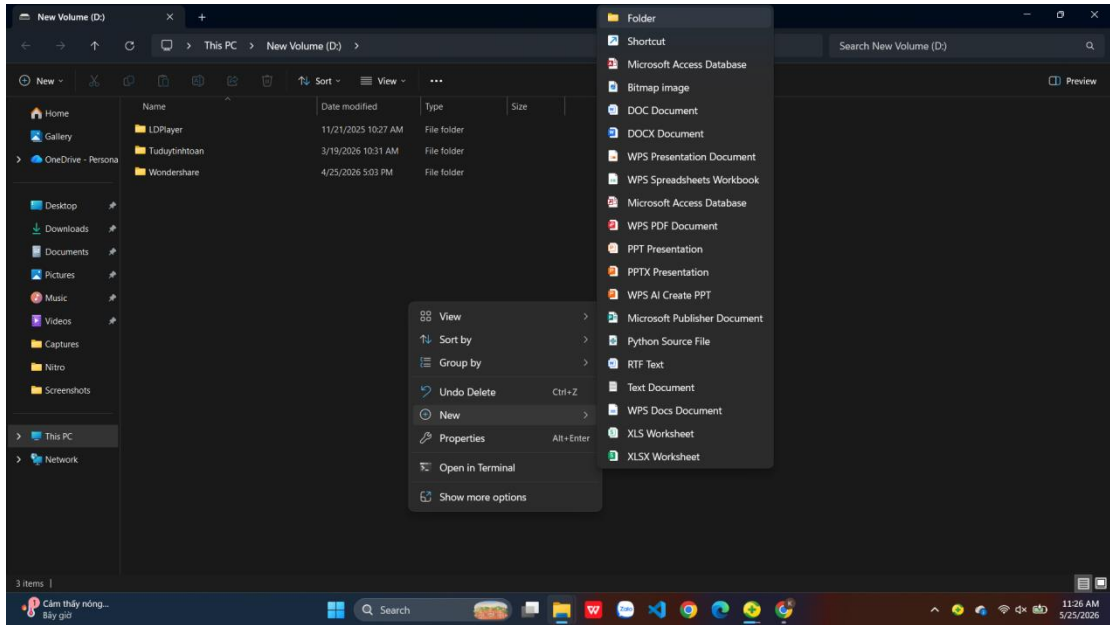 New Volume (D:)
This PC > New Volume (D:) >
Search New Volume (D:)
New
Sort
View
Preview
Home
Gallery
OneDrive - Persona
Desktop
Downloads
Documents
Pictures
Music
Videos
Captures
Nitro
Screenshots
This PC
Network
Name Date modified Type Size
LDPlayer 11/21/2025 10:27 AM File folder
Tuduytinhtoan 3/19/2026 10:31 AM File folder
Wondershare 4/25/2026 5:03 PM File folder
View
Sort by
Group by
Undo Delete Ctrl+Z
New
Properties Alt+Enter
Open in Terminal
Show more options
Folder
Shortcut
Microsoft Access Database
Bitmap image
DOC Document
DOCX Document
WPS Presentation Document
WPS Spreadsheets Workbook
Microsoft Access Database
WPS PDF Document
PPT Presentation
PPTX Presentation
WPS AI Create PPT
Microsoft Publisher Document
Python Source File
RTF Text
Text Document
WPS Docs Document
XLS Worksheet
XLSX Worksheet
3 items
1
Cảm thấy nóng...
Bây giờ
Search
W
Zalo
11:26 AM
5/25/2026